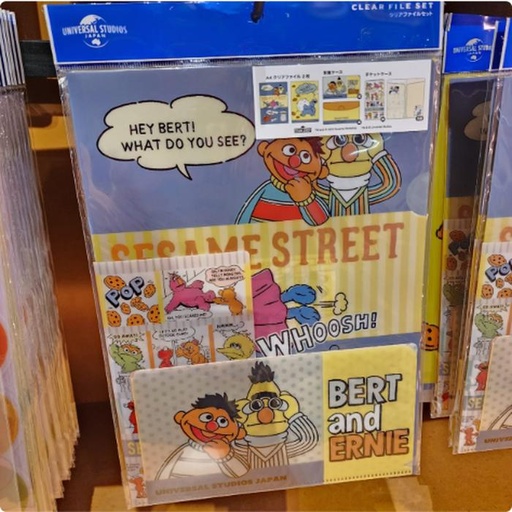 UNIVERSAL STUDIOS
JAPAN
CLEAR FILE SET
クリアファイルセット
HEY BERT!
WHAT DO YOU SEE?
SESAME STREET
POP
WHOOSH!
BERT
and
ERNIE
UNIVERSAL STUDIOS JAPAN
POP